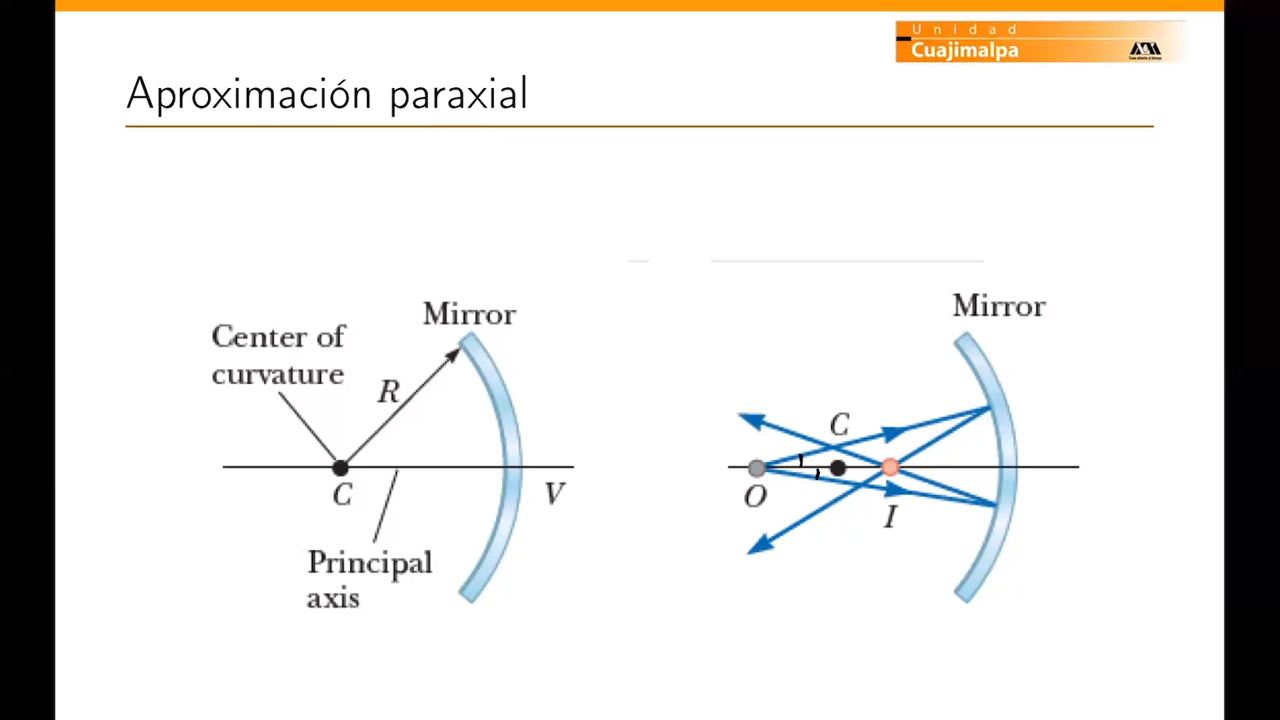 Unidad
Cuajimalpa
Aproximación paraxial
Mirror
Center of
curvature
R
C
V
Principal
axis
Mirror
C
O
I